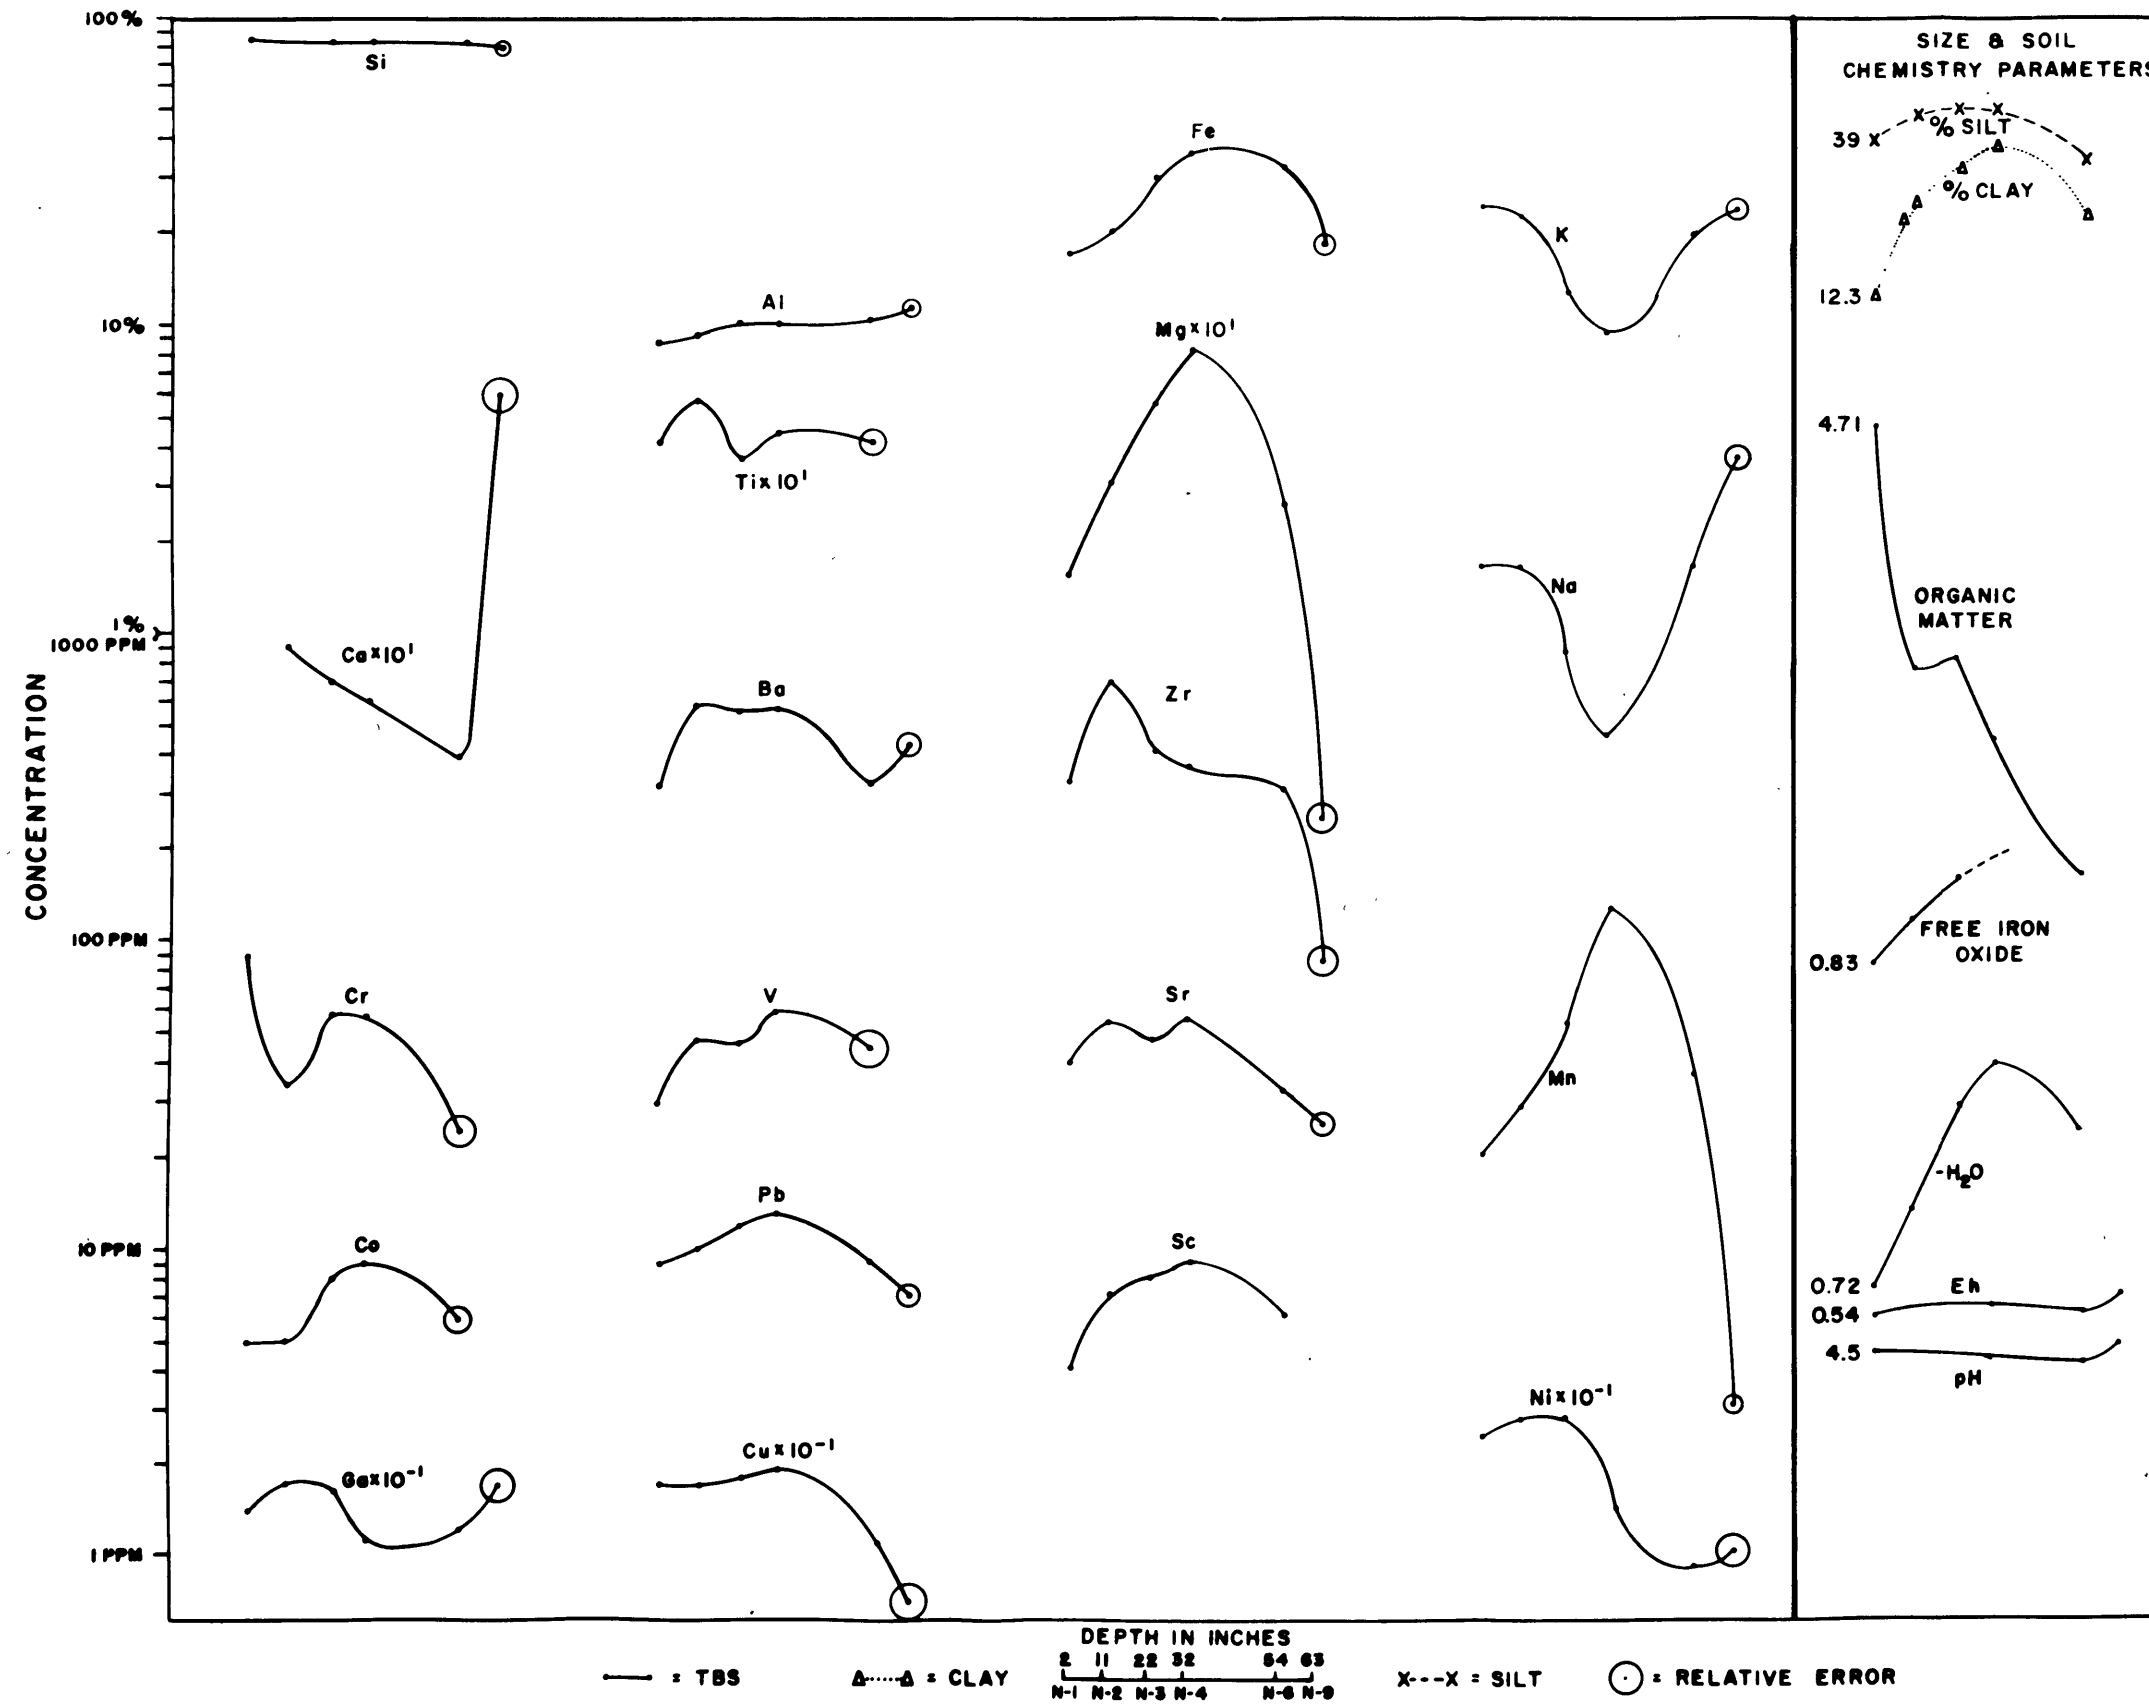 100%
SIZE & SOIL
CHEMISTRY PARAMETERS
Si
Fe
% SILT
39
% CLAY
K
12.3
Al
10%
Mg×10¹
4.71
Ti×10¹
Na
ORGANIC
MATTER
1%
1000 PPM
Ca×10¹
Ba
Zr
CONCENTRATION
100 PPM
FREE IRON
OXIDE
0.83
Cr
V
Sr
Mn
-H₂O
Pb
10 PPM
Co
Sc
0.72
Eh
0.54
4.5
pH
Ni×10⁻¹
Cu×10⁻¹
Ga×10⁻¹
1 PPM
DEPTH IN INCHES
2 11 22 32 54 63
= TBS
= CLAY
X---X = SILT
= RELATIVE ERROR
N-1 N-2 N-3 N-4 N-6 N-9